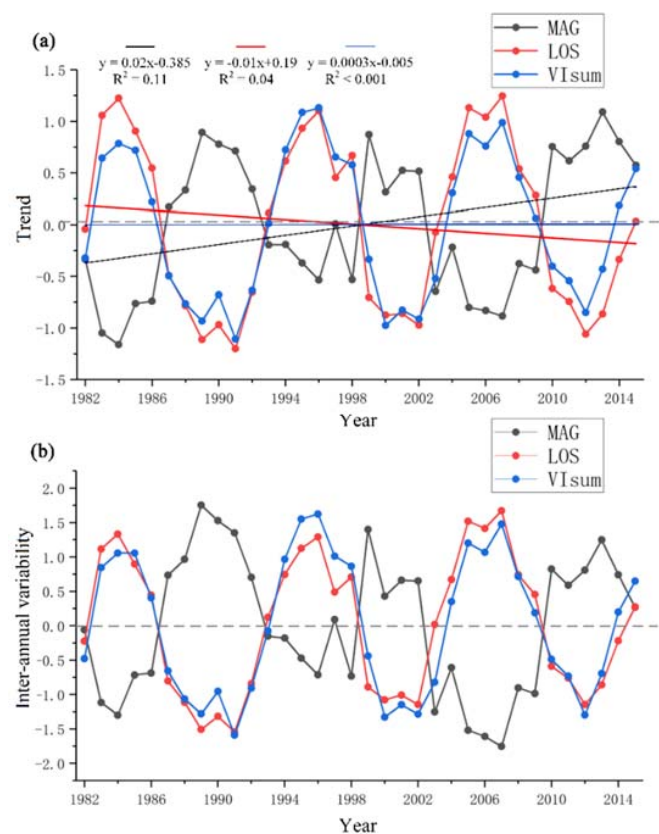 (a)
y = 0.02x-0.385 y = -0.01x+0.19 y = 0.0003x-0.005
R² = 0.11 R² = 0.04 R² < 0.001
MAG
LOS
VIsum
1.5
1.0
0.5
0.0
-0.5
-1.0
-1.5
Trend
1982 1986 1990 1994 1998 2002 2006 2010 2014
Year
(b)
MAG
LOS
VIsum
2.0
1.5
1.0
0.5
0.0
-0.5
-1.0
-1.5
-2.0
Inter-annual variability
1982 1986 1990 1994 1998 2002 2006 2010 2014
Year